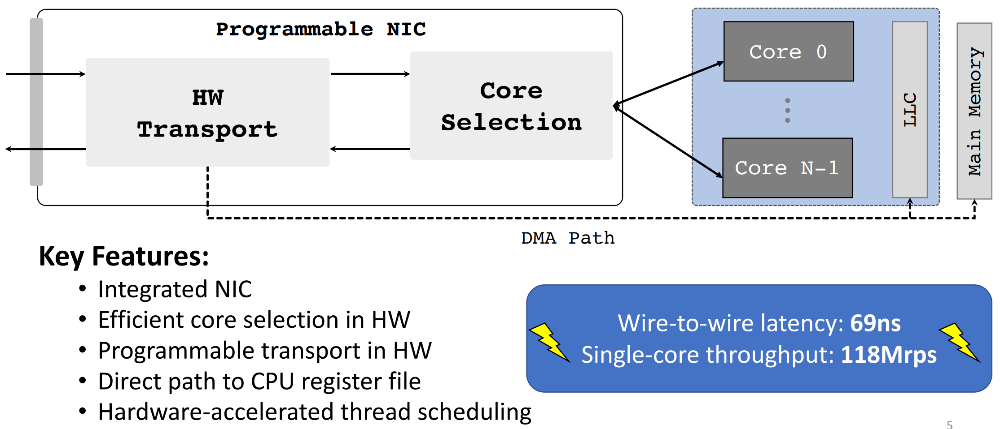 Programmable NIC
HW
Transport
Core
Selection
Core 0
Core N-1
LLC
Main Memory
DMA Path
Key Features:
• Integrated NIC
• Efficient core selection in HW
• Programmable transport in HW
• Direct path to CPU register file
• Hardware-accelerated thread scheduling
Wire-to-wire latency: 69ns
Single-core throughput: 118Mrps
5